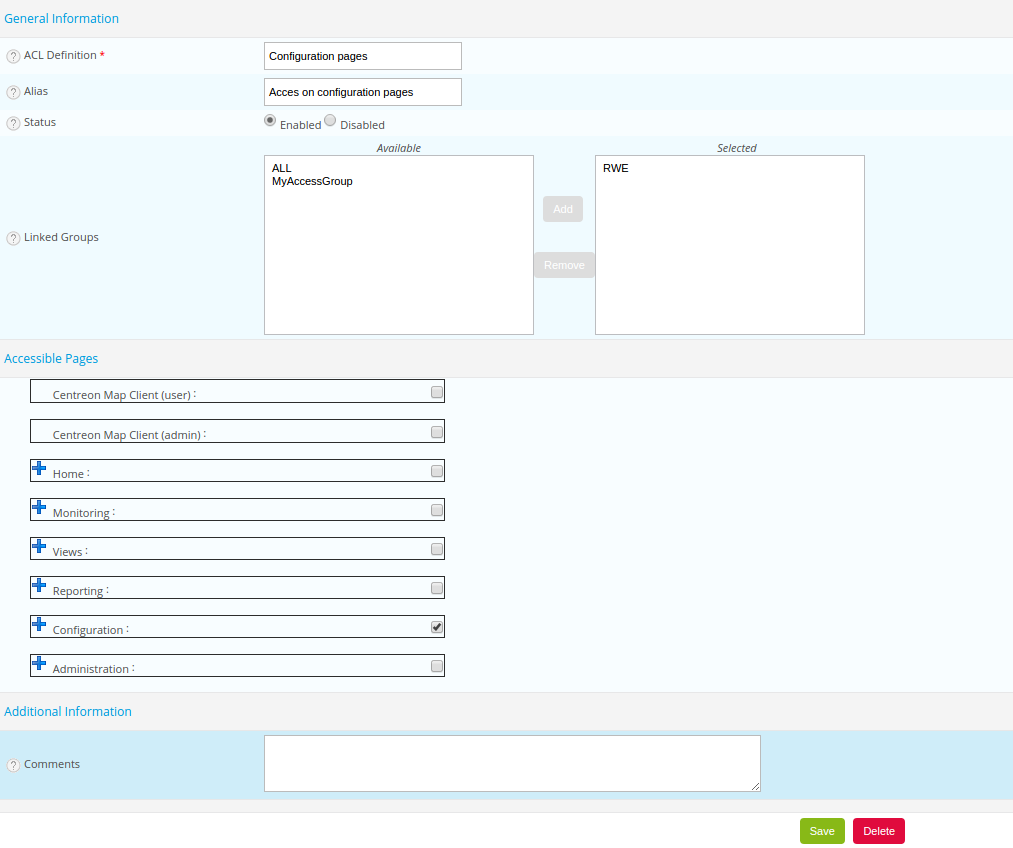 General Information
? ACL Definition * Configuration pages
? Alias Acces on configuration pages
? Status Enabled Disabled
Available Selected
ALL RWE
MyAccessGroup
Add
? Linked Groups
Remove
Accessible Pages
Centreon Map Client (user) :
Centreon Map Client (admin) :
Home :
Monitoring :
Views :
Reporting :
Configuration :
Administration :
Additional Information
? Comments
Save Delete